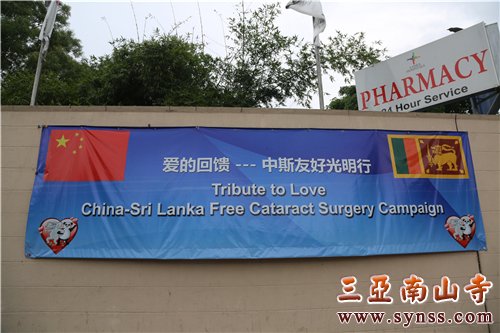 PHARMACY
24 Hour Service
爱的回馈 --- 中斯友好光明行
Tribute to Love
China-Sri Lanka Free Cataract Surgery Campaign
三亞南山寺
www.synss.com